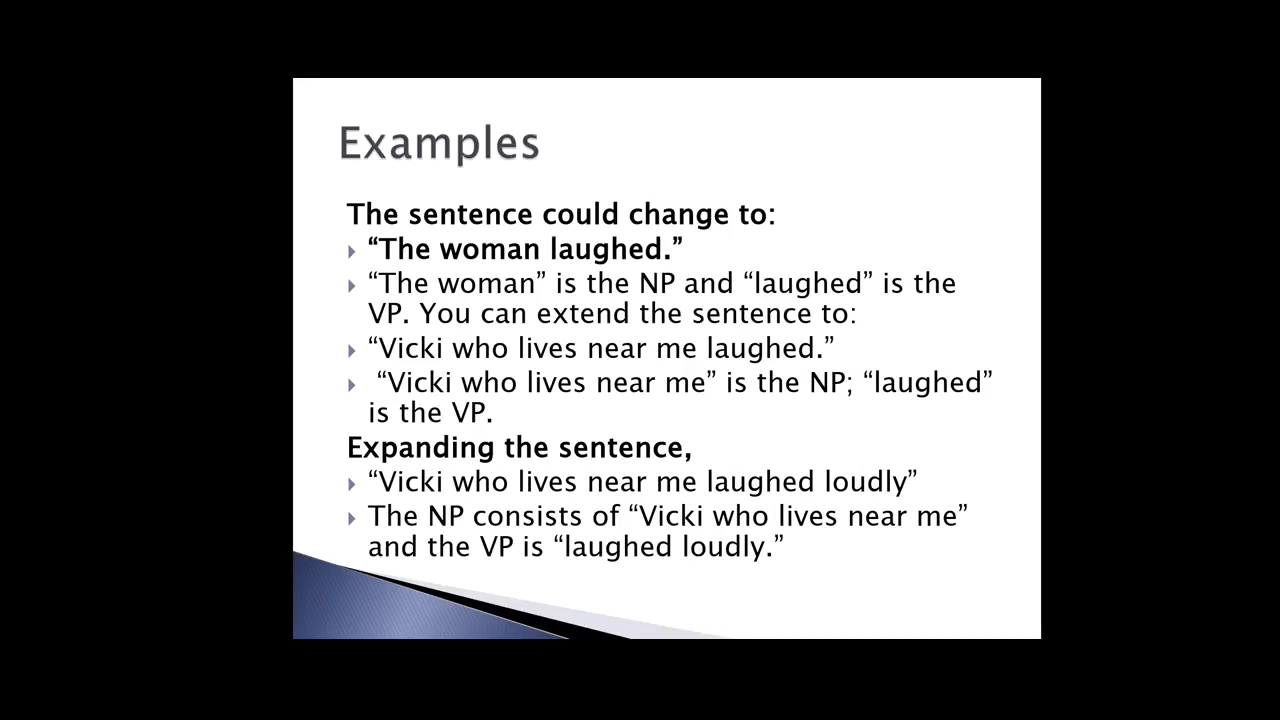 Examples
The sentence could change to:
“The woman laughed.”
“The woman” is the NP and “laughed” is the
VP. You can extend the sentence to:
“Vicki who lives near me laughed.”
“Vicki who lives near me” is the NP; “laughed”
is the VP.
Expanding the sentence,
“Vicki who lives near me laughed loudly”
The NP consists of “Vicki who lives near me”
and the VP is “laughed loudly.”